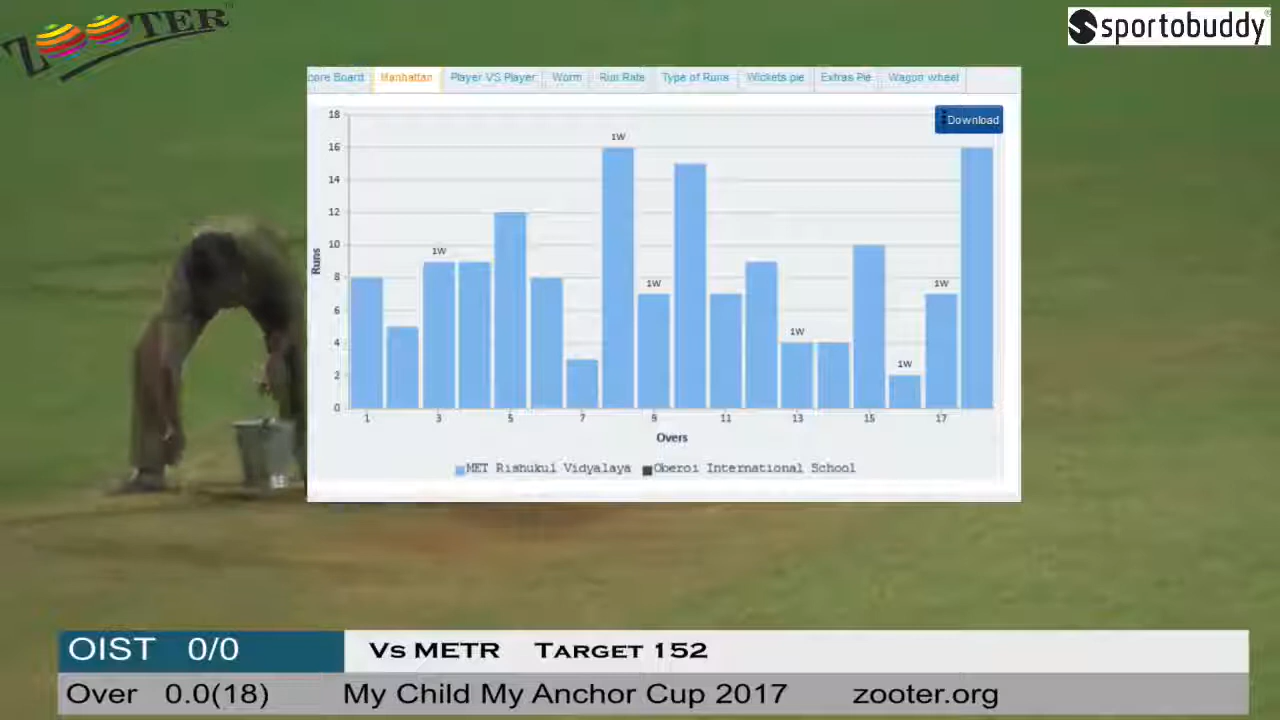 ZOOTER™
sportobuddy
core Board Manhattan Player VS Player Worm Run Rate Type of Runs Wickets pie Extras Pie Wagon wheel
Download
18
16
14
12
10
8
6
4
2
0
Runs
1W
1W
1W
1W
1W
1W
1 3 5 7 9 11 13 15 17
Overs
MET Rishukul Vidyalaya Oberoi International School
OIST 0/0 Vs METR Target 152
Over 0.0(18) My Child My Anchor Cup 2017 zooter.org